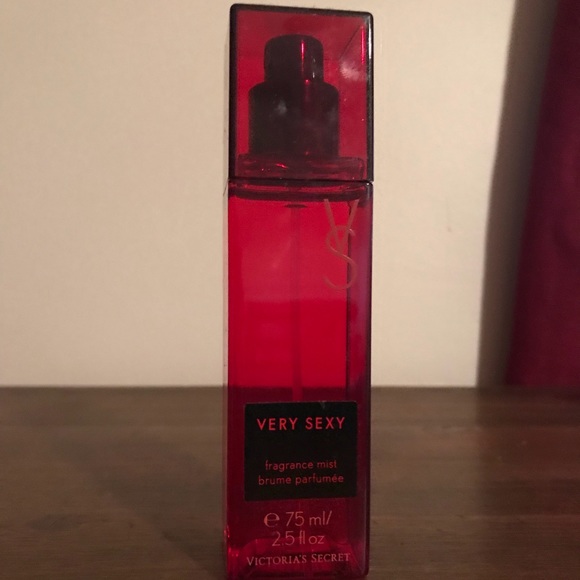 VS
VERY SEXY
fragrance mist
brume parfumée
℮ 75 ml/
2.5 fl oz
VICTORIA'S SECRET